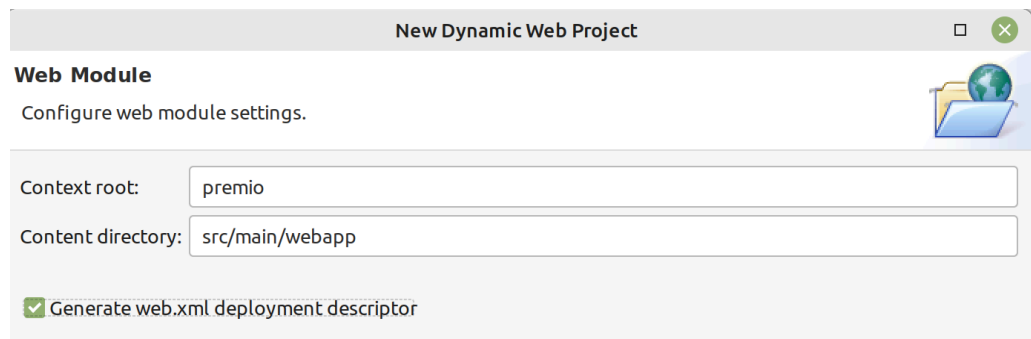 New Dynamic Web Project
Web Module
Configure web module settings.
Context root: premio
Content directory: src/main/webapp
Generate web.xml deployment descriptor